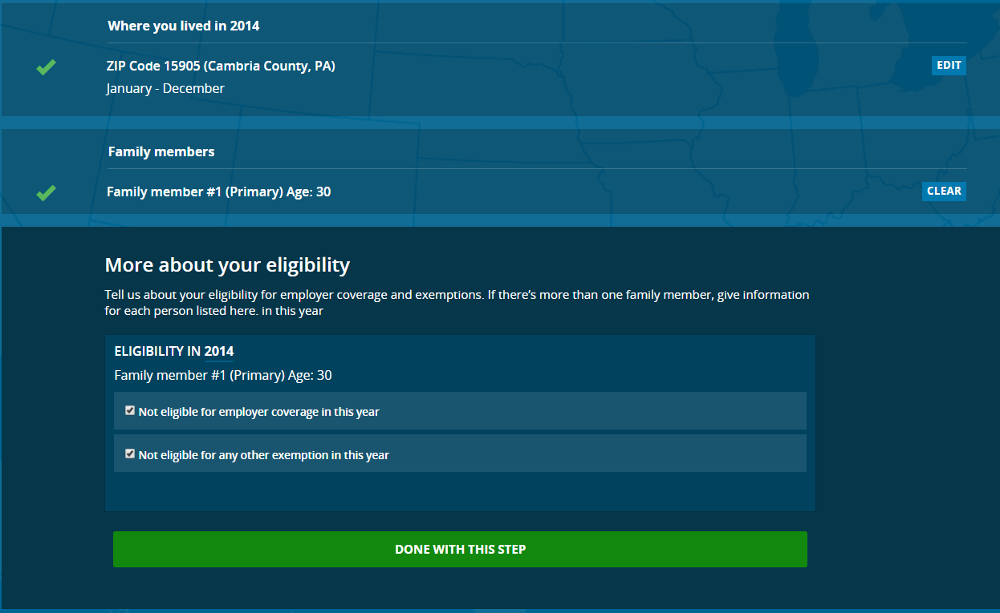 Where you lived in 2014
ZIP Code 15905 (Cambria County, PA)
EDIT
January - December
Family members
Family member #1 (Primary) Age: 30
CLEAR
More about your eligibility
Tell us about your eligibility for employer coverage and exemptions. If there's more than one family member, give information
for each person listed here. in this year
ELIGIBILITY IN 2014
Family member #1 (Primary) Age: 30
Not eligible for employer coverage in this year
Not eligible for any other exemption in this year
DONE WITH THIS STEP